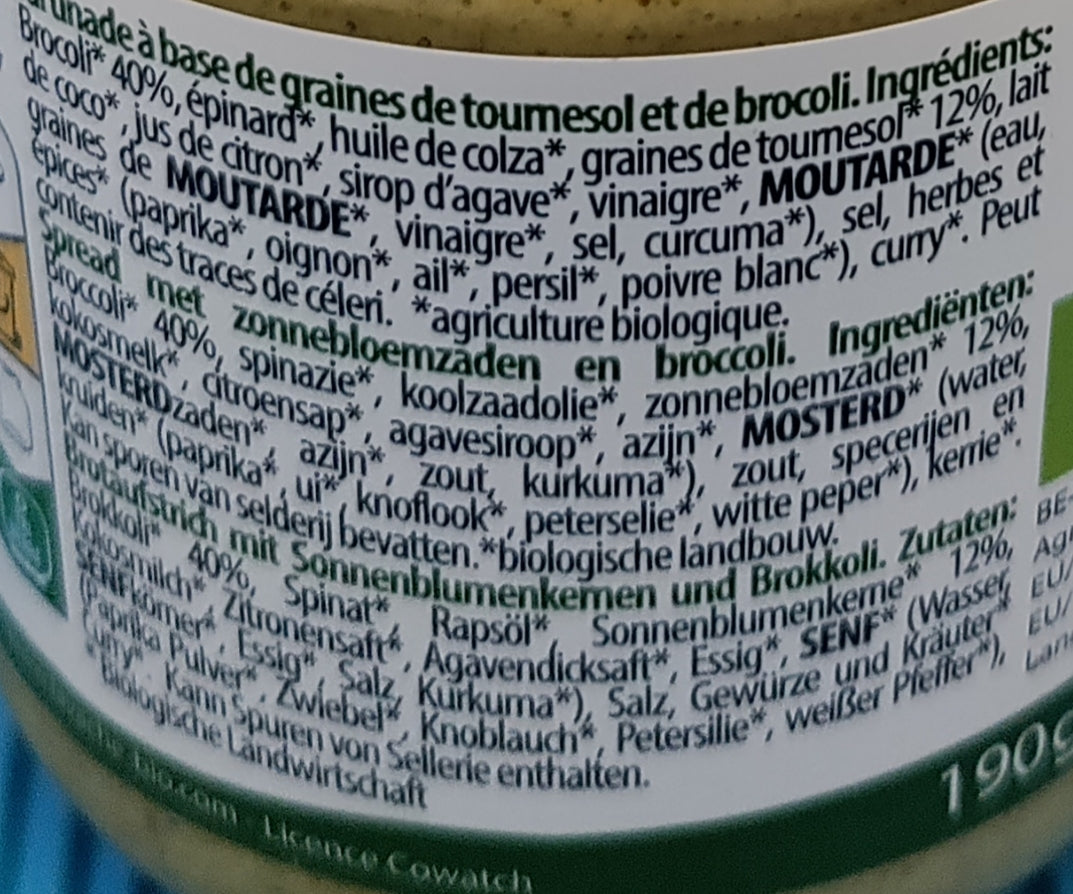 à base de graines de tournesol et de brocoli. Ingrédients:
Brocoli* 40%, épinard*, huile de colza*, graines de tournesol* 12%, lait
de coco*, jus de citron*, sirop d'agave*, vinaigre*, MOUTARDE* (eau,
graines de MOUTARDE*, vinaigre*, sel, curcuma*), sel, herbes et
épices* (paprika*, oignon*, ail*, persil*, poivre blanc*), curry*. Peut
contenir des traces de céleri. *agriculture biologique.
Spread met zonnebloemzaden en broccoli. Ingrediënten:
Broccoli* 40%, spinazie*, koolzaadolie*, zonnebloemzaden* 12%,
kokosmelk*, citroensap*, agavesiroop*, azijn*, MOSTERD* (water,
MOSTERDzaden*, azijn*, zout, kurkuma*), zout, specerijen en
kruiden* (paprika*, ui*, knoflook*, peterselie*, witte peper*), kerrie*.
Kan sporen van selderij bevatten. *biologische landbouw.
Brotaufstrich mit Sonnenblumenkernen und Brokkoli. Zutaten:
Brokkoli* 40%, Spinat*, Rapsöl*, Sonnenblumenkerne* 12%,
Kokosmilch*, Zitronensaft*, Agavendicksaft*, Essig*, SENF* (Wasser,
SENFkörner*, Essig*, Salz, Kurkuma*), Salz, Gewürze und Kräuter*
(Paprika Pulver*, Zwiebel*, Knoblauch*, Petersilie*, weißer Pfeffer*),
Curry*. Kann Spuren von Sellerie enthalten.
*Biologische Landwirtschaft
BE-
EU/
EU/
190g
Licence Cowatch